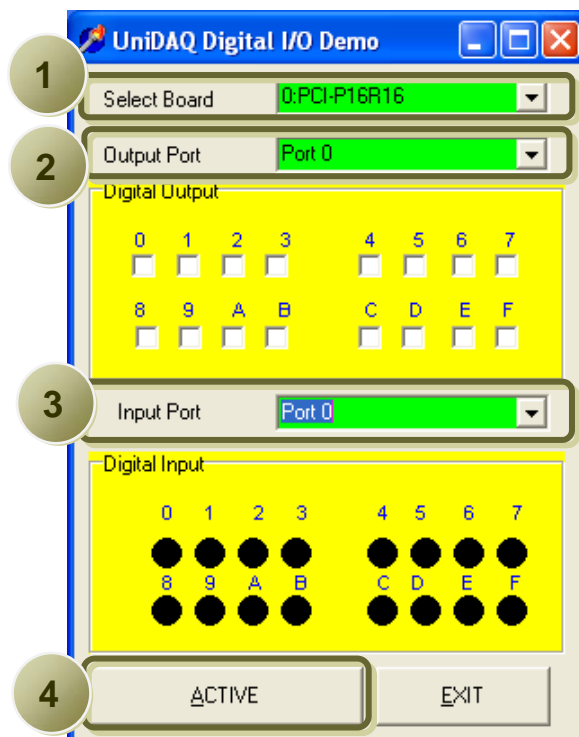 UniDAQ Digital I/O Demo
1
Select Board 0:PCI-P16R16
2
Output Port Port 0
Digital Output
0 1 2 3 4 5 6 7
8 9 A B C D E F
3
Input Port Port 0
Digital Input
0 1 2 3 4 5 6 7
8 9 A B C D E F
4
ACTIVE EXIT